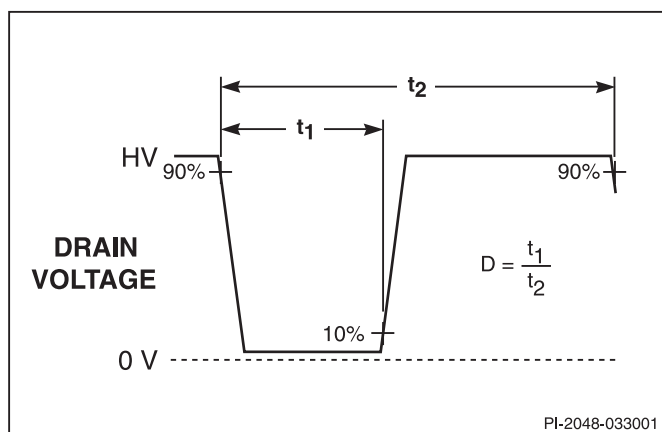 t2
t1
HV
90%
90%
DRAIN
VOLTAGE
D = t1
t2
10%
0 V
PI-2048-033001